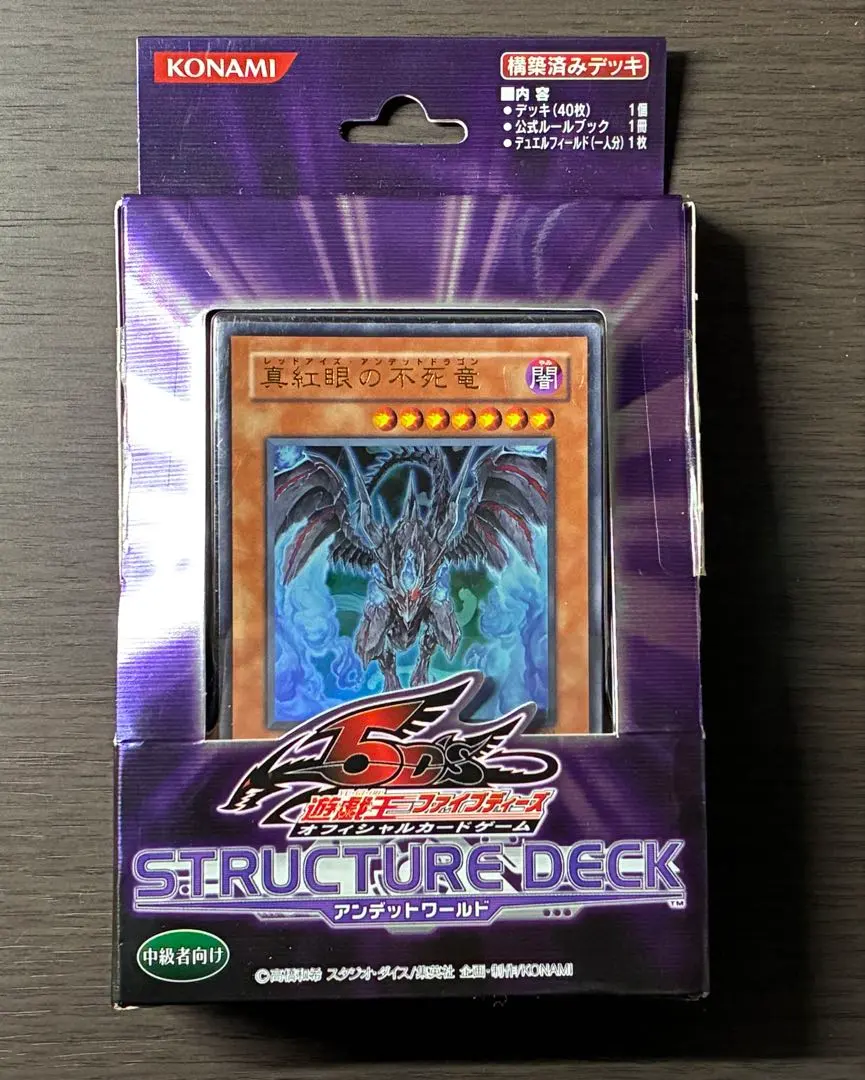 KONAMI
構築済みデッキ
■内容
●デッキ(40枚) 1個
●公式ルールブック 1冊
●デュエルフィールド(一人分) 1枚
レッドアイズ・アンデットドラゴン
真紅眼の不死竜
やみ
闇
5D's
YU-GI-OH!
遊戯王ファイブディーズ
オフィシャルカードゲーム
STRUCTURE DECK
TM
アンデットワールド
中級者向け
©高橋和希 スタジオ・ダイス/集英社 企画・制作/KONAMI